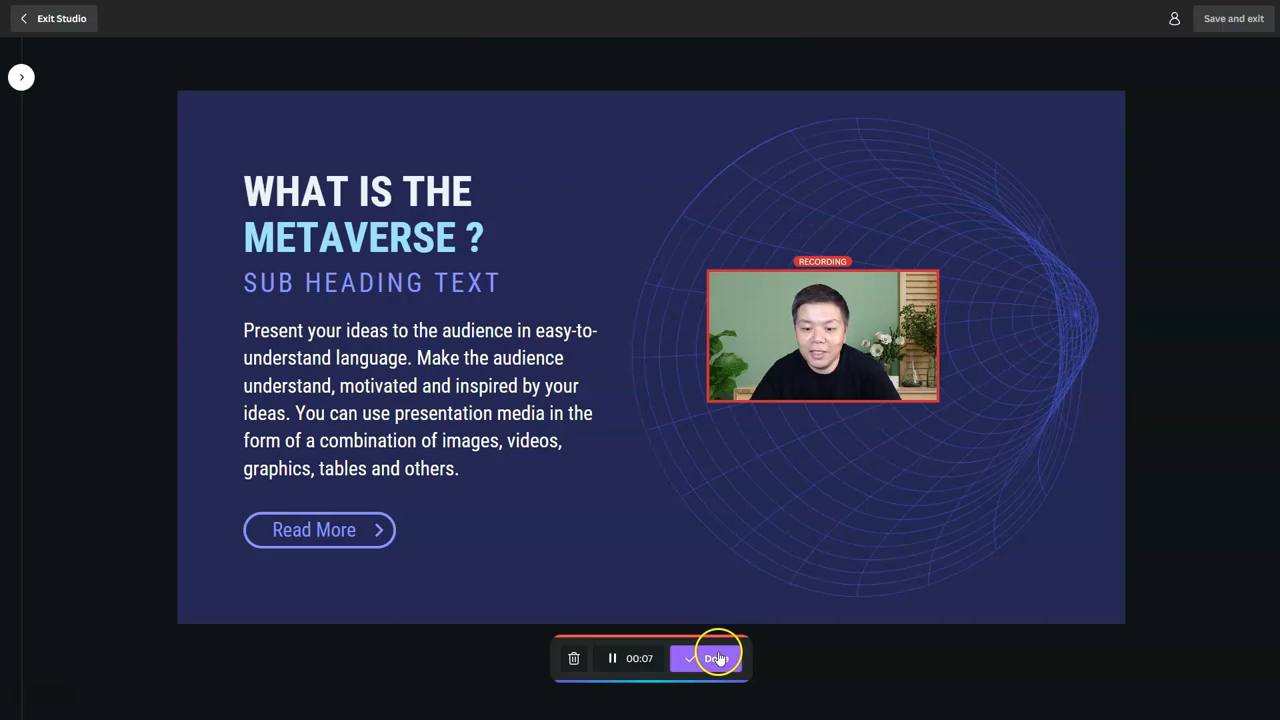 Exit Studio
Save and exit
WHAT IS THE
METAVERSE ?
SUB HEADING TEXT
RECORDING
Present your ideas to the audience in easy-to-
understand language. Make the audience
understand, motivated and inspired by your
ideas. You can use presentation media in the
form of a combination of images, videos,
graphics, tables and others.
Read More
00:07